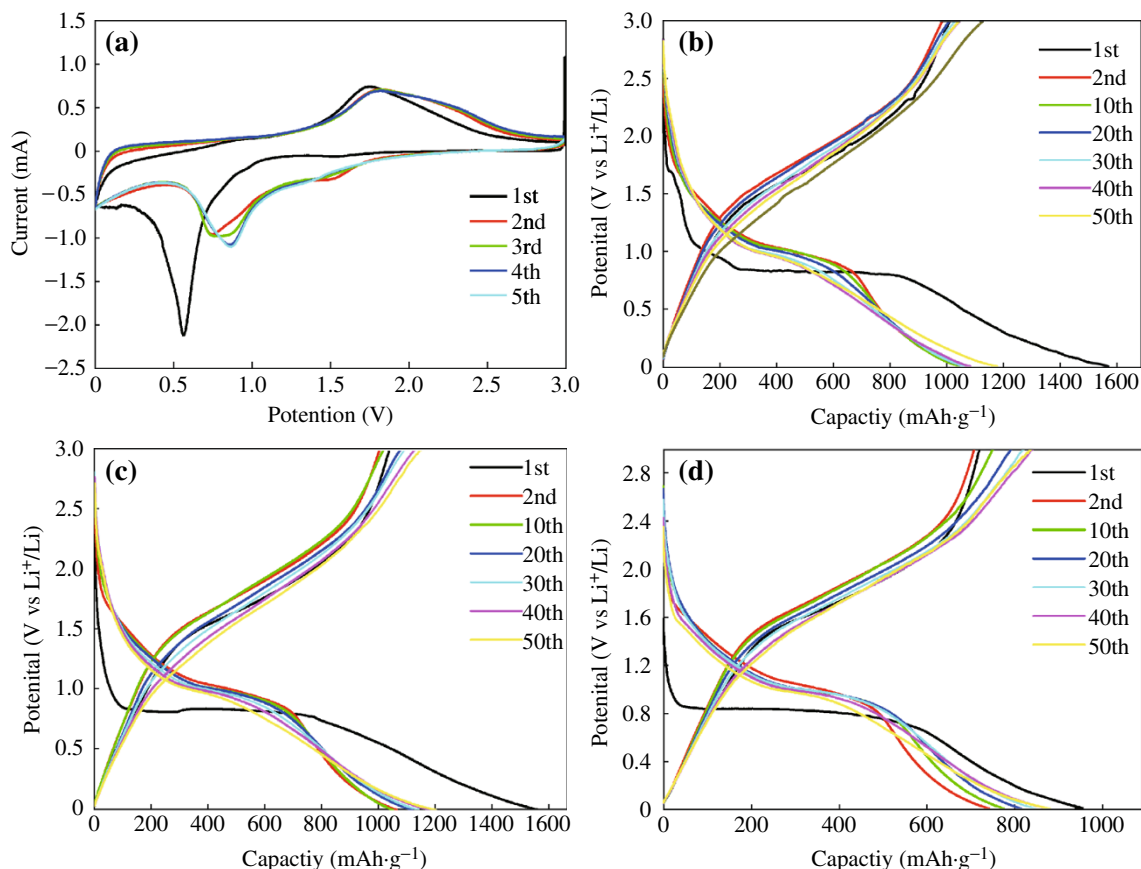 (a)
1.5
1.0
0.5
0
−0.5
−1.0
−1.5
−2.0
−2.5
Current (mA)
0
0.5
1.0
1.5
2.0
3.0
Potention (V)
1st
2nd
3rd
4th
5th
(b)
3.0
2.5
2.0
1.5
1.0
0.5
0
Potenital (V vs Li⁺/Li)
0
200
400
600
800
1000
1200
1400
1600
Capactiy (mAh·g⁻¹)
1st
2nd
10th
20th
30th
40th
50th
(c)
3.0
2.5
2.0
1.5
1.0
0.5
0
Potenital (V vs Li⁺/Li)
0
200
400
600
800
1000
1200
1400
1600
Capactiy (mAh·g⁻¹)
1st
2nd
10th
20th
30th
40th
50th
(d)
2.8
2.4
2.0
1.6
1.2
0.8
0.4
0
Potenital (V vs Li⁺/Li)
0
200
400
600
800
1000
Capactiy (mAh·g⁻¹)
1st
2nd
10th
20th
30th
40th
50th